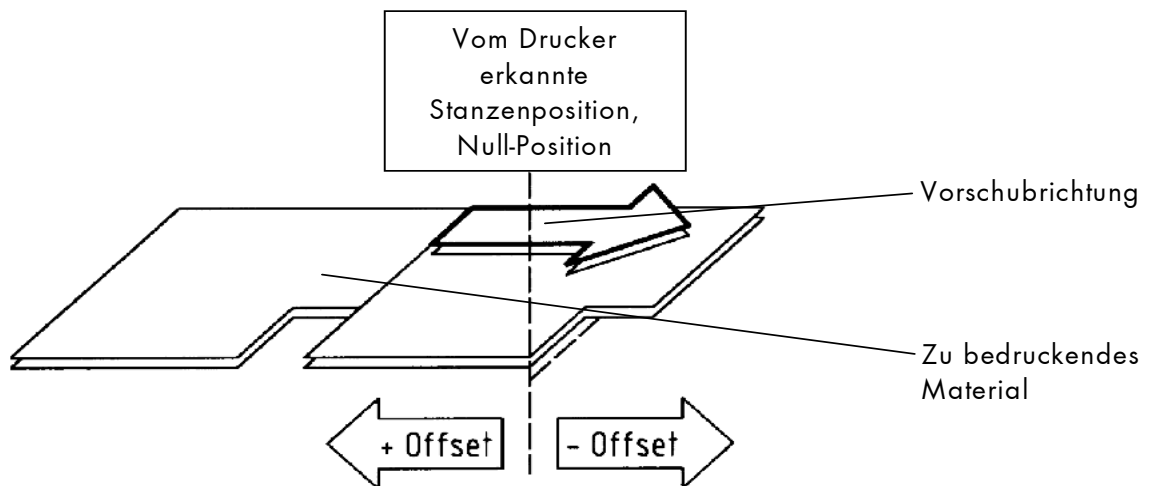 Vom Drucker
erkannte
Stanzenposition,
Null-Position
Vorschubrichtung
Zu bedruckendes
Material
+ Offset
- Offset